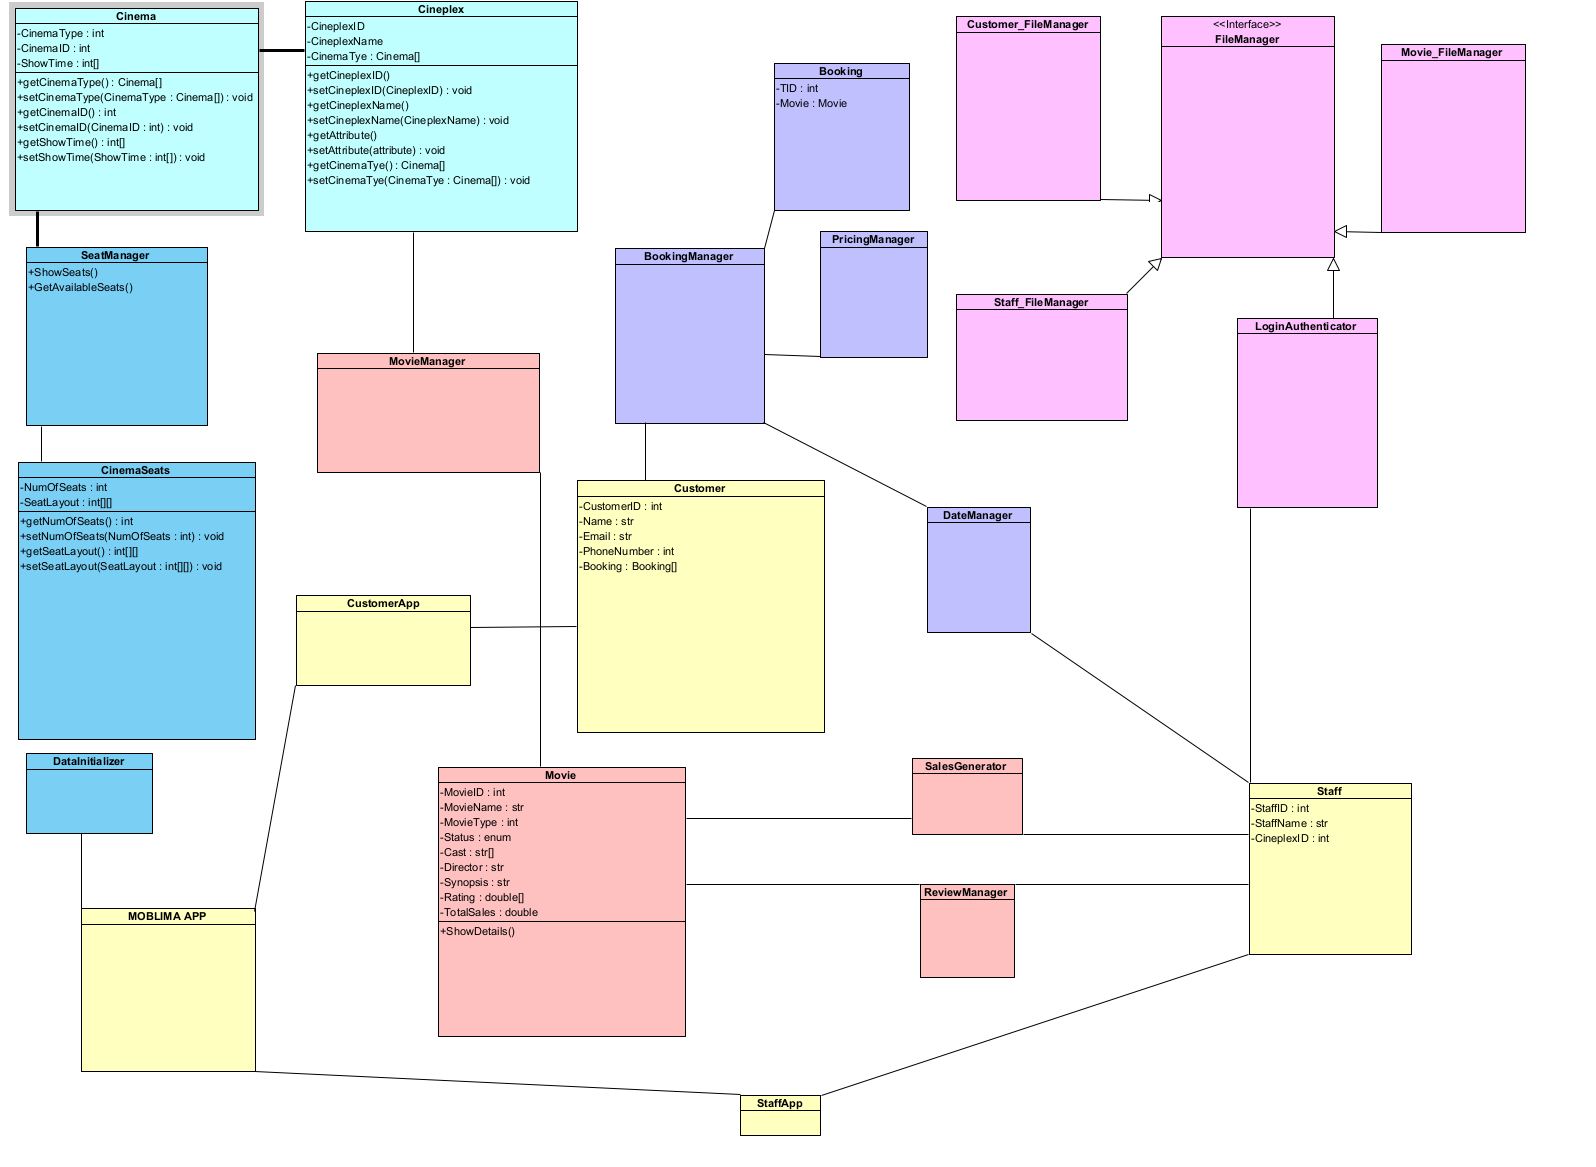 Cinema
-CinemaType : int
-CinemaID : int
-ShowTime : int[]
+getCinemaType() : Cinema[]
+setCinemaType(CinemaType : Cinema[]) : void
+getCinemaID() : int
+setCinemaID(CinemaID : int) : void
+getShowTime() : int[]
+setShowTime(ShowTime : int[]) : void
Cineplex
-CineplexID
-CineplexName
-CinemaTye : Cinema[]
+getCineplexID()
+setCineplexID(CineplexID) : void
+getCineplexName()
+setCineplexName(CineplexName) : void
+getAttribute()
+setAttribute(attribute) : void
+getCinemaTye() : Cinema[]
+setCinemaTye(CinemaTye : Cinema[]) : void
Booking
-TID : int
-Movie : Movie
Customer_FileManager
<<Interface>>
FileManager
Movie_FileManager
SeatManager
+ShowSeats()
+GetAvailableSeats()
BookingManager
PricingManager
Staff_FileManager
LoginAuthenticator
MovieManager
CinemaSeats
-NumOfSeats : int
-SeatLayout : int[][]
+getNumOfSeats() : int
+setNumOfSeats(NumOfSeats : int) : void
+getSeatLayout() : int[][]
+setSeatLayout(SeatLayout : int[][]) : void
Customer
-CustomerID : int
-Name : str
-Email : str
-PhoneNumber : int
-Booking : Booking[]
DateManager
CustomerApp
DataInitializer
Movie
-MovieID : int
-MovieName : str
-MovieType : int
-Status : enum
-Cast : str[]
-Director : str
-Synopsis : str
-Rating : double[]
-TotalSales : double
+ShowDetails()
SalesGenerator
Staff
-StaffID : int
-StaffName : str
-CineplexID : int
ReviewManager
MOBLIMA APP
StaffApp